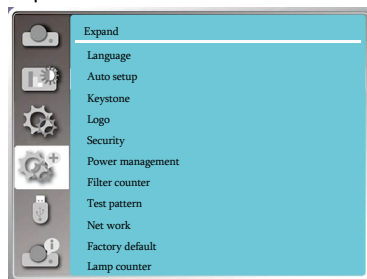 Expand
Language
Auto setup
Keystone
Logo
Security
Power management
Filter counter
Test pattern
Net work
Factory default
Lamp counter